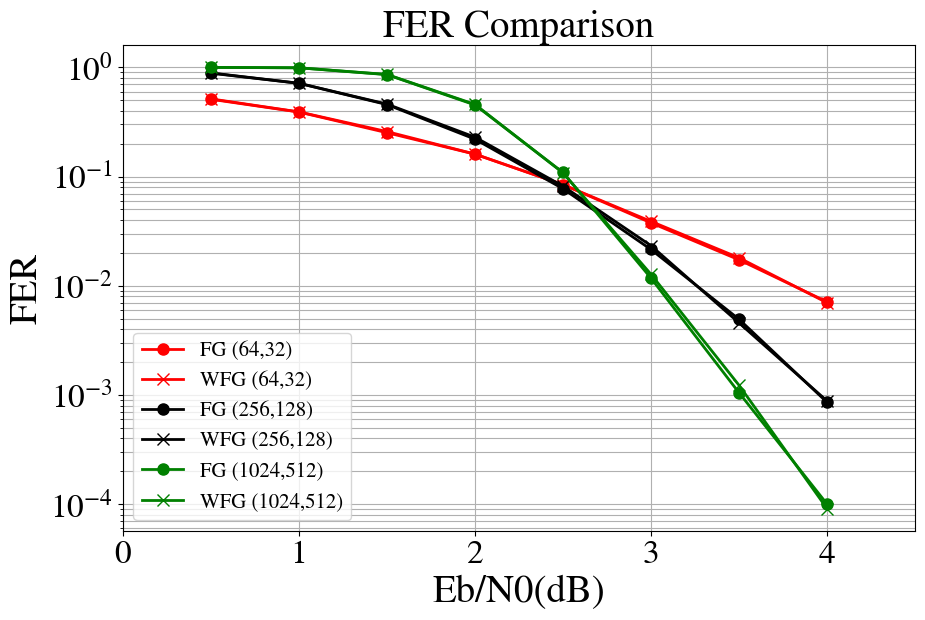 FER Comparison
FER
10^0
10^−1
10^−2
10^−3
10^−4
FG (64,32)
WFG (64,32)
FG (256,128)
WFG (256,128)
FG (1024,512)
WFG (1024,512)
0 1 2 3 4
Eb/N0(dB)